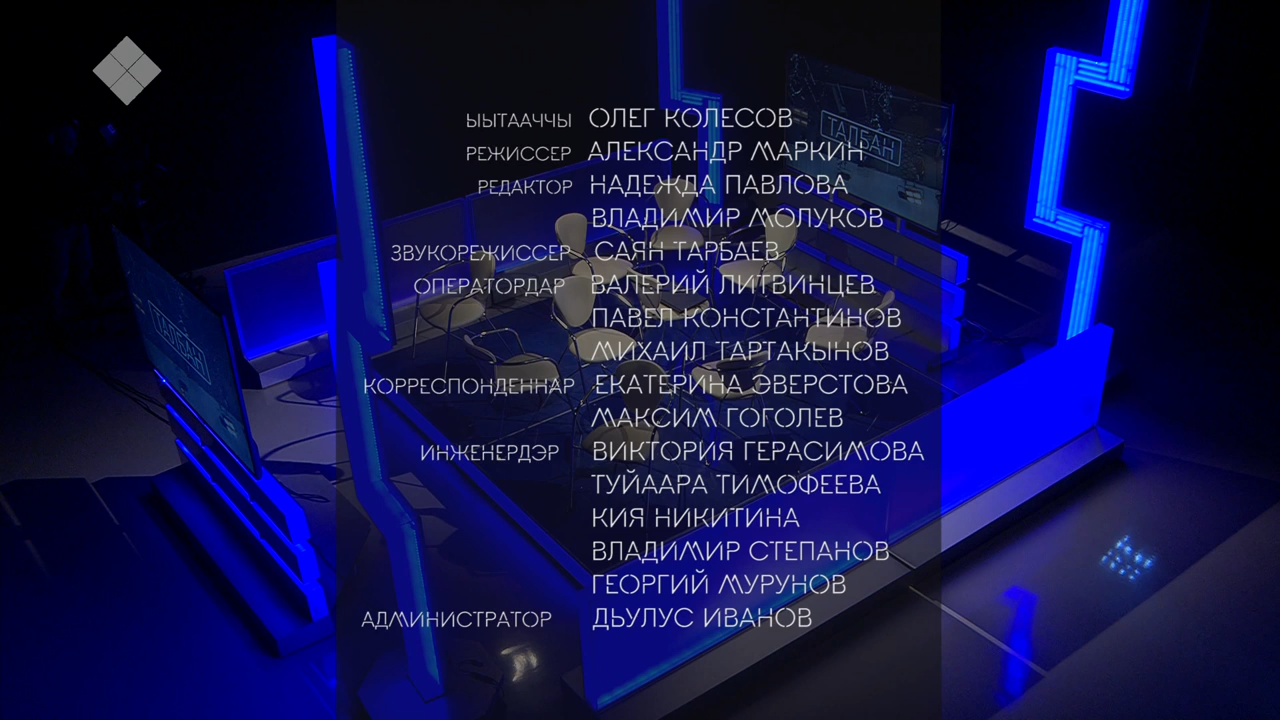 ЫЫТААЧЧЫ ОЛЕГ КОЛЕСОВ
РЕЖИССЕР АЛЕКСАНДР МАРКИН
РЕДАКТОР НАДЕЖДА ПАВЛОВА
ВЛАДИМИР МОЛУКОВ
ЗВУКОРЕЖИССЕР САЯН ТАРБАЕВ
ОПЕРАТОРДАР ВАЛЕРИЙ ЛИТВИНЦЕВ
ПАВЕЛ КОНСТАНТИНОВ
МИХАИЛ ТАРТАКЫНОВ
КОРРЕСПОНДЕННАР ЕКАТЕРИНА ЭВЕРСТОВА
МАКСИМ ГОГОЛЕВ
ИНЖЕНЕРДЭР ВИКТОРИЯ ГЕРАСИМОВА
ТУЙААРА ТИМОФЕЕВА
КИЯ НИКИТИНА
ВЛАДИМИР СТЕПАНОВ
ГЕОРГИЙ МУРУНОВ
АДМИНИСТРАТОР ДЬУЛУС ИВАНОВ
ТАЛБАН
ТАЛБАН